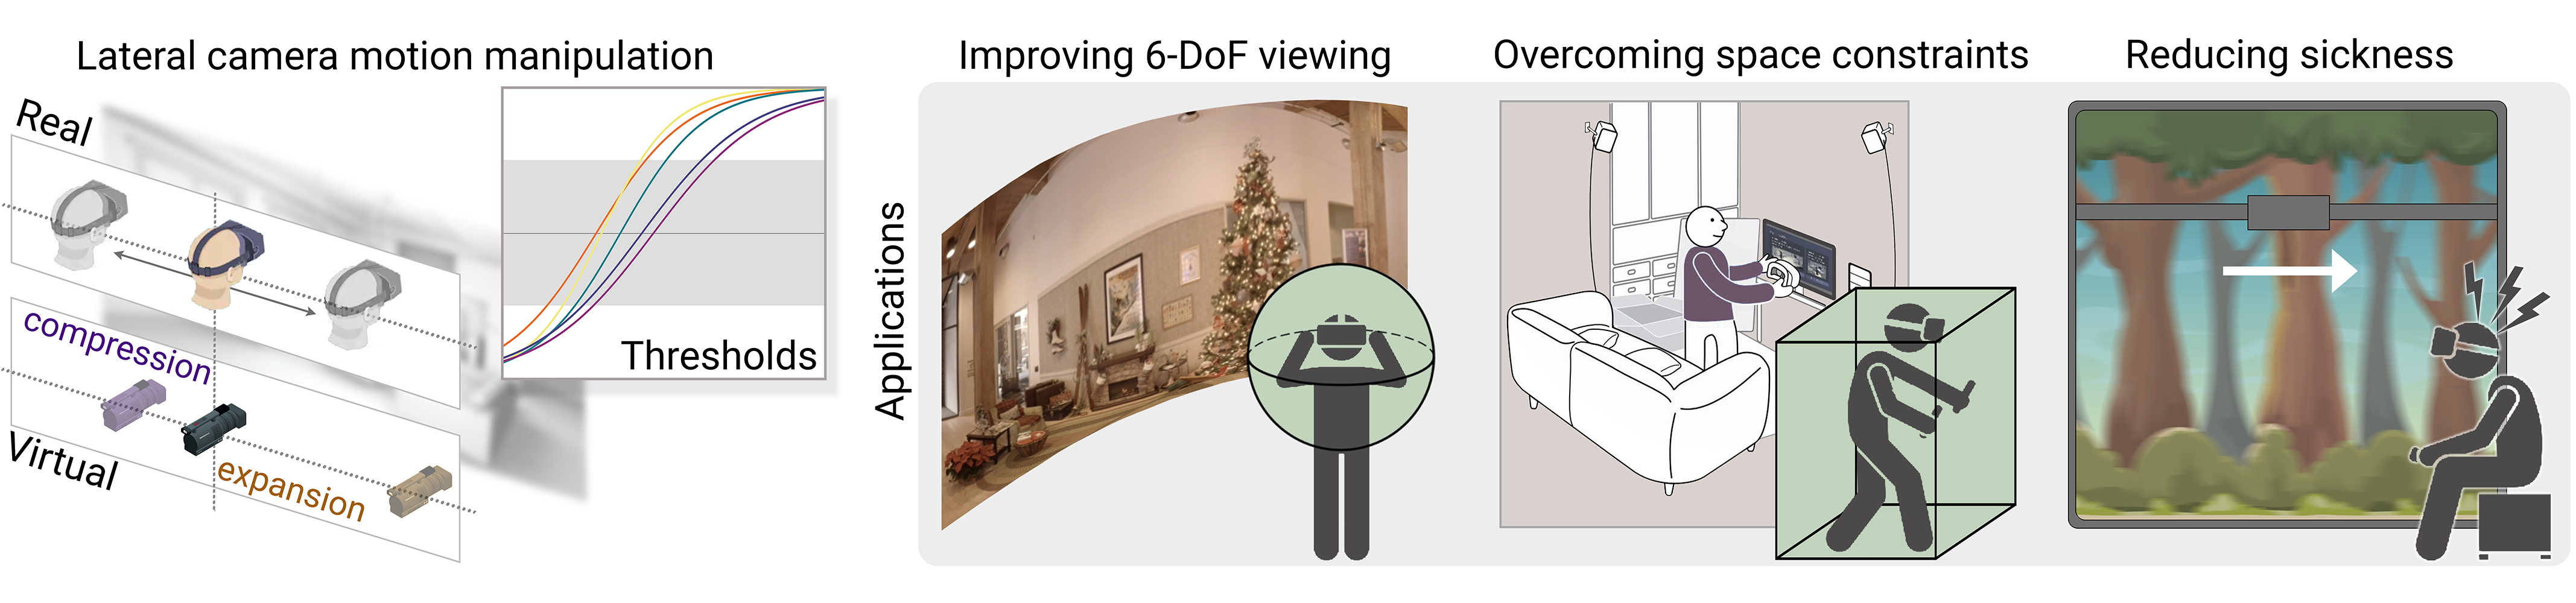 Lateral camera motion manipulation
Real
compression
expansion
Virtual
Thresholds
Applications
Improving 6-DoF viewing
Overcoming space constraints
Reducing sickness